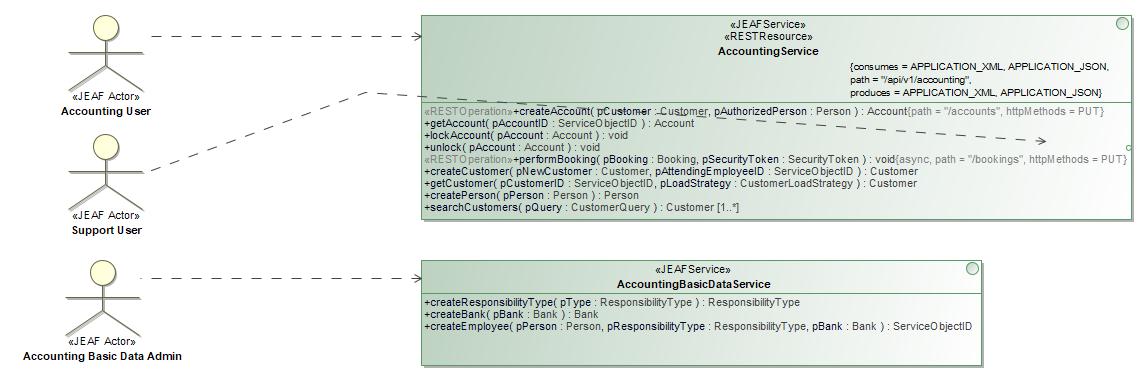 «JEAF Actor»
Accounting User
«JEAF Actor»
Support User
«JEAF Actor»
Accounting Basic Data Admin
«JEAFService»
«RESTResource»
AccountingService
{consumes = APPLICATION_XML, APPLICATION_JSON,
path = "/api/v1/accounting",
produces = APPLICATION_XML, APPLICATION_JSON}
«RESTOperation»+createAccount( pCustomer : Customer, pAuthorizedPerson : Person ) : Account{path = "/accounts", httpMethods = PUT}
+getAccount( pAccountID : ServiceObjectID ) : Account
+lockAccount( pAccount : Account ) : void
+unlock( pAccount : Account ) : void
«RESTOperation»+performBooking( pBooking : Booking, pSecurityToken : SecurityToken ) : void{async, path = "/bookings", httpMethods = PUT}
+createCustomer( pNewCustomer : Customer, pAttendingEmployeeID : ServiceObjectID ) : Customer
+getCustomer( pCustomerID : ServiceObjectID, pLoadStrategy : CustomerLoadStrategy ) : Customer
+createPerson( pPerson : Person ) : Person
+searchCustomers( pQuery : CustomerQuery ) : Customer [1..*]
«JEAFService»
AccountingBasicDataService
+createResponsibilityType( pType : ResponsibilityType ) : ResponsibilityType
+createBank( pBank : Bank ) : Bank
+createEmployee( pPerson : Person, pResponsibilityType : ResponsibilityType, pBank : Bank ) : ServiceObjectID